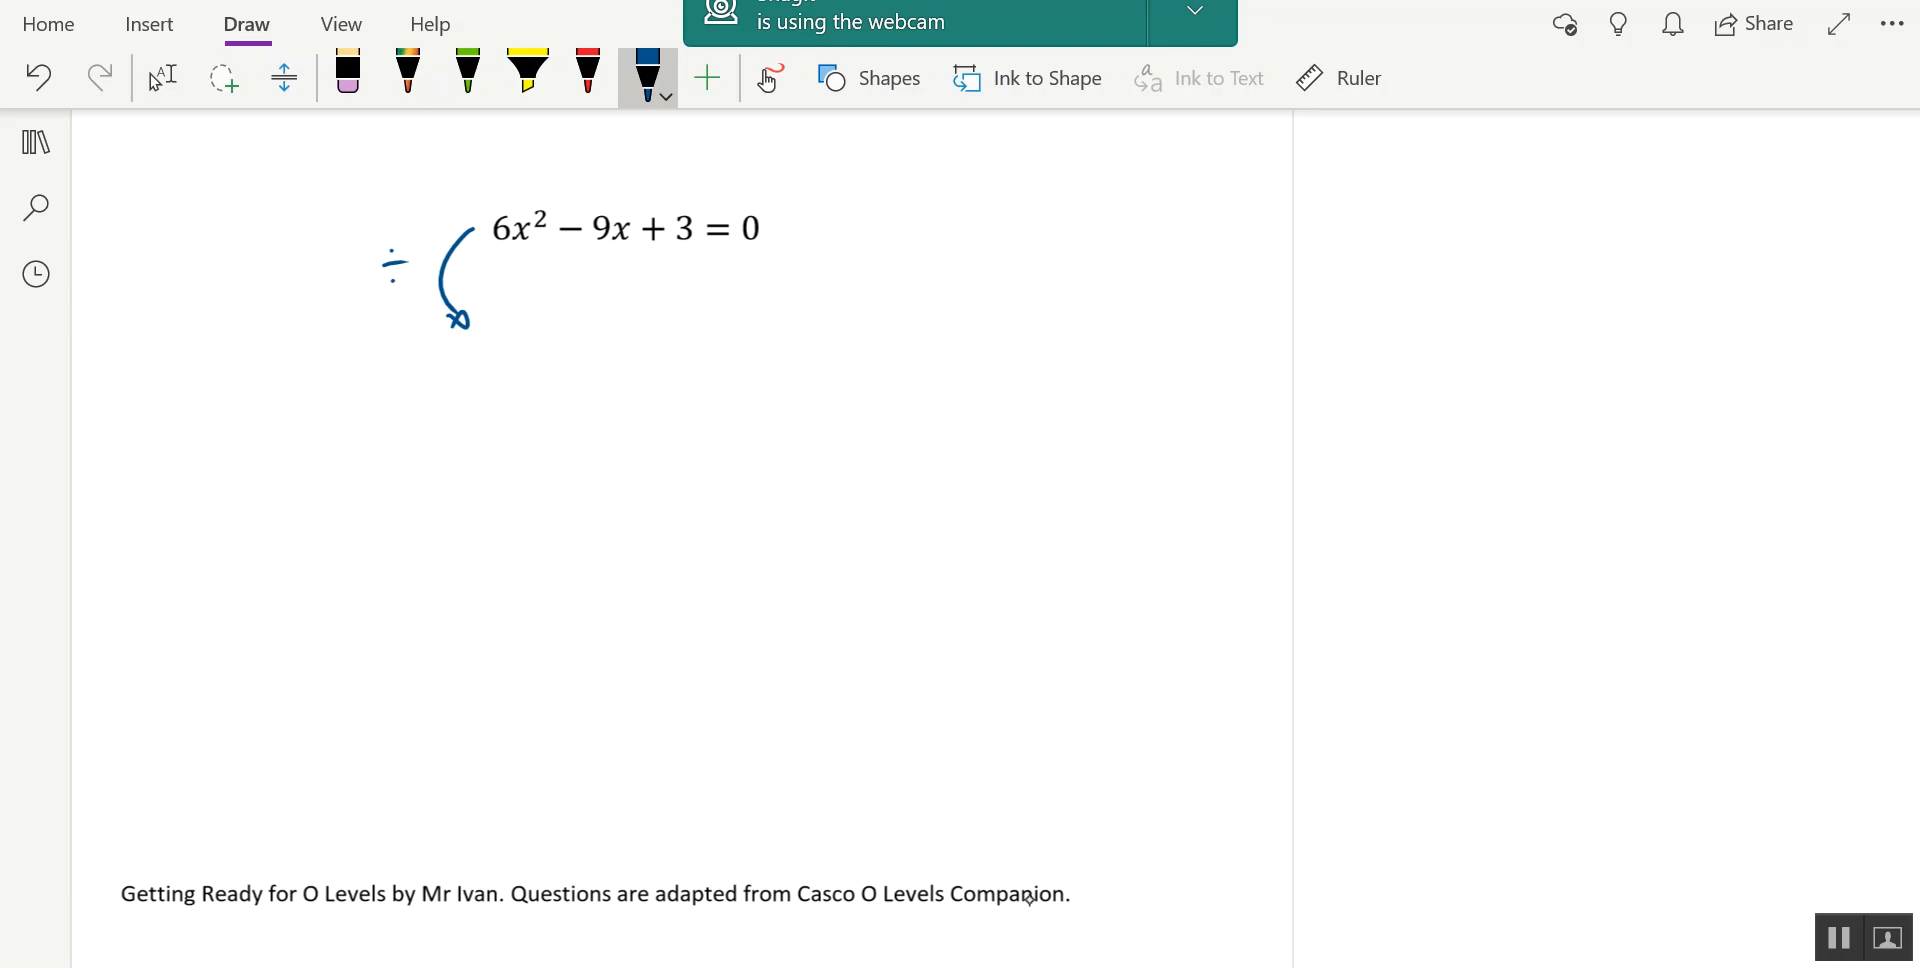 Home Insert Draw View Help
is using the webcam
Share
Shapes Ink to Shape Ink to Text Ruler
6x² − 9x + 3 = 0
÷
Getting Ready for O Levels by Mr Ivan. Questions are adapted from Casco O Levels Companion.